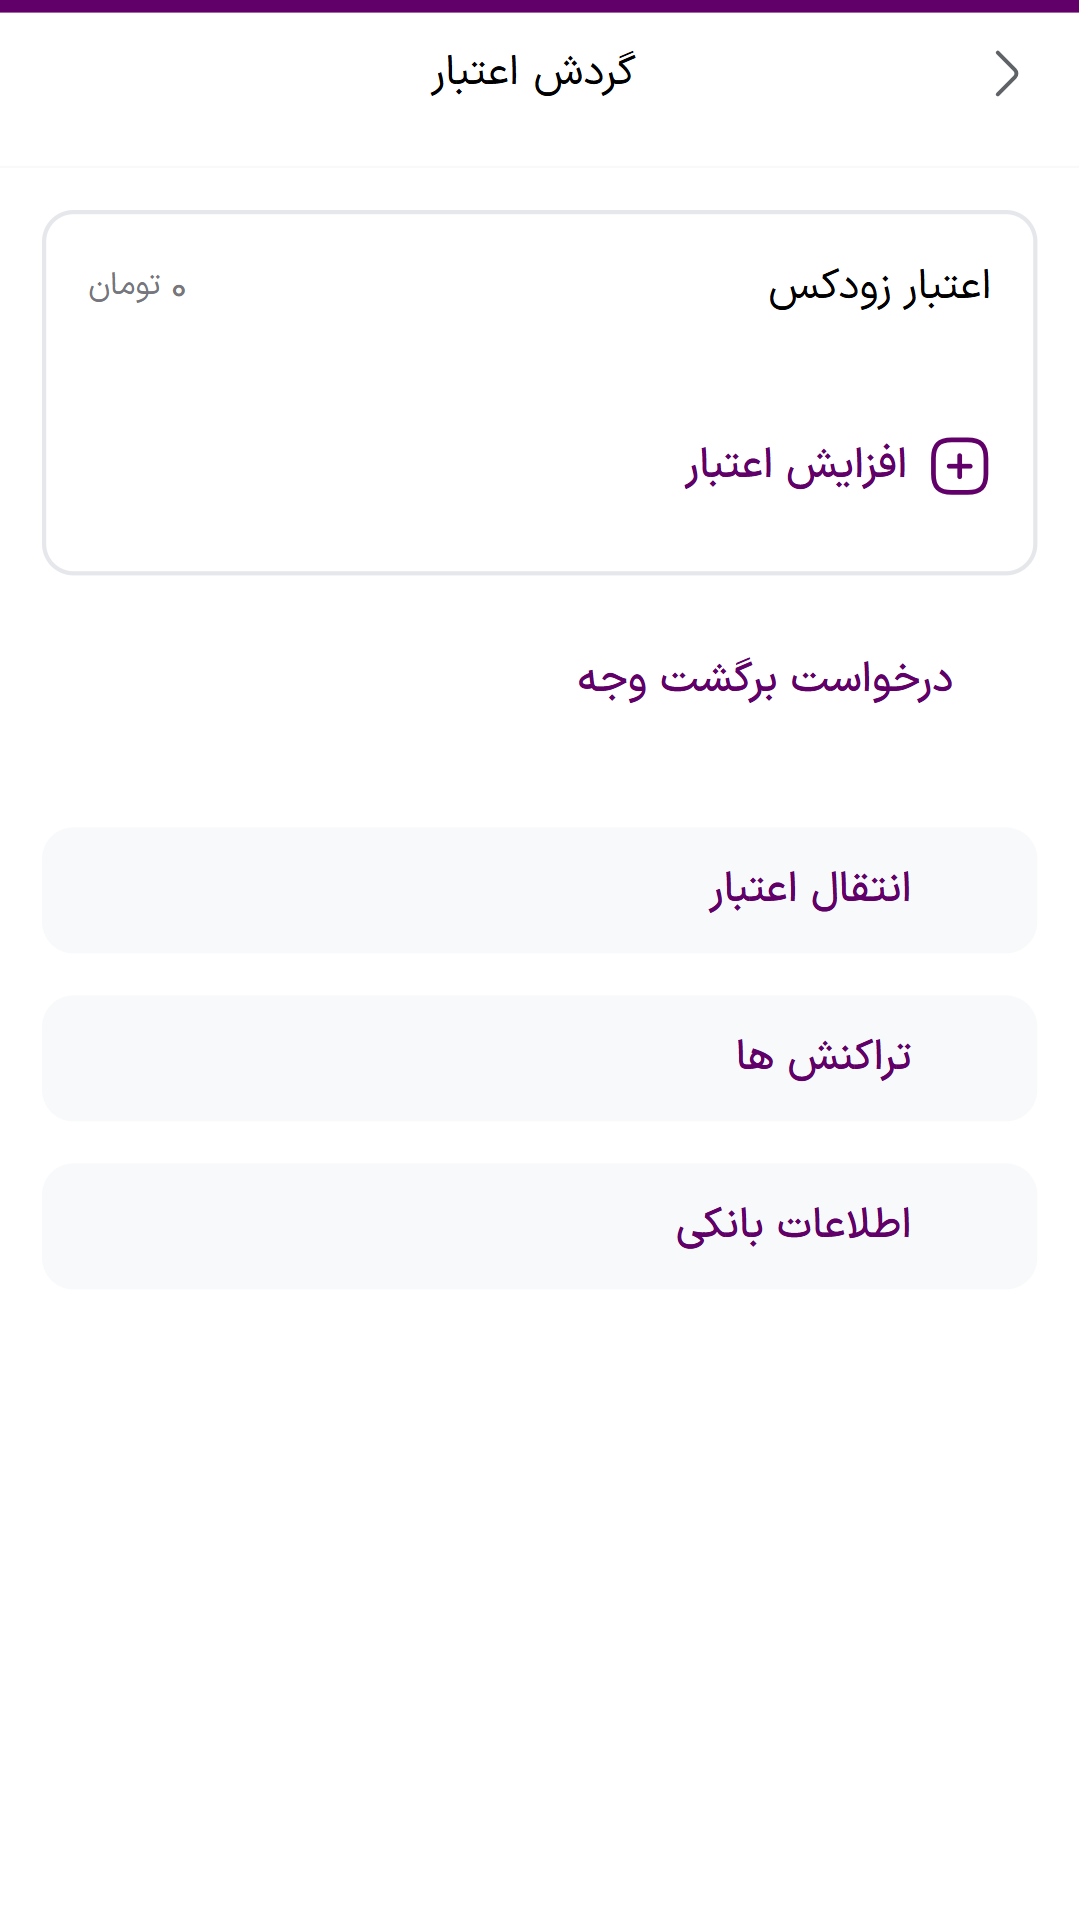 گردش اعتبار
اعتبار زودکس
۰ تومان
افزایش اعتبار
درخواست برگشت وجه
انتقال اعتبار
تراکنش ها
اطلاعات بانکی